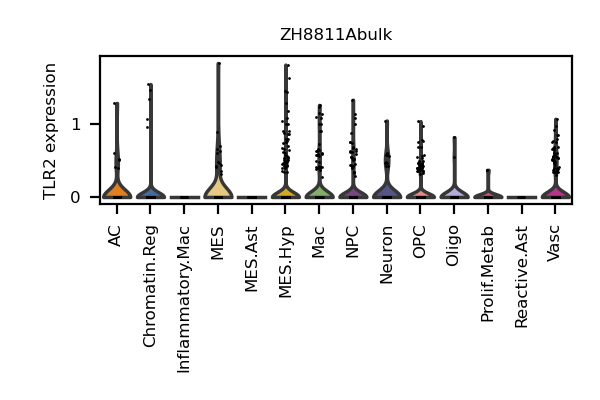 ZH8811Abulk
TLR2 expression
1
0
AC
Chromatin.Reg
Inflammatory.Mac
MES
MES.Ast
MES.Hyp
Mac
NPC
Neuron
OPC
Oligo
Prolif.Metab
Reactive.Ast
Vasc